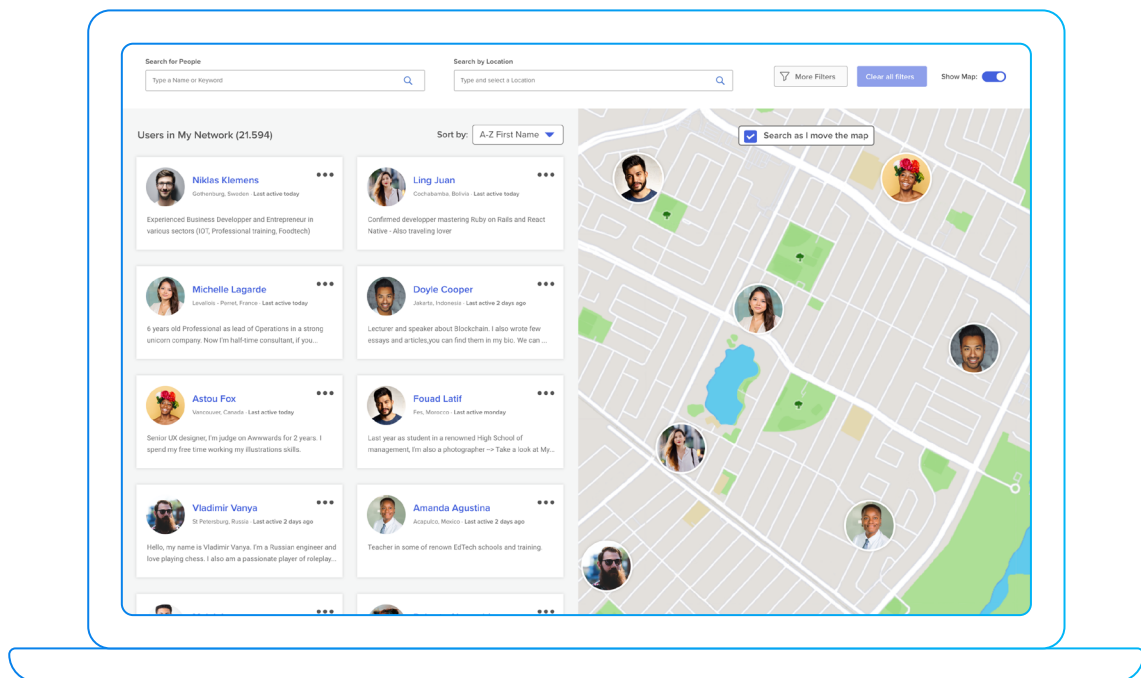 Search for People
Search by Location
Type a Name or Keyword
Type and select a Location
More Filters
Clear all filters
Show Map:
Users in My Network (21.594)
Sort by:
A-Z First Name
Search as I move the map
Niklas Klemens
Gothenburg, Sweden · Last active today
Experienced Business Developper and Entrepreneur in
various sectors (IOT, Professional training, Foodtech)
Ling Juan
Cochabamba, Bolivia · Last active today
Confirmed developper mastering Ruby on Rails and React
Native - Also traveling lover
Michelle Lagarde
Levallois - Perret, France · Last active today
6 years old Professional as lead of Operations in a strong
unicorn company. Now I'm half-time consultant, if you...
Doyle Cooper
Jakarta, Indonesia · Last active 2 days ago
Lecturer and speaker about Blockchain. I also wrote few
essays and articles,you can find them in my bio. We can ...
Astou Fox
Vancouver, Canada · Last active today
Senior UX designer, I'm judge on Awwwards for 2 years. I
spend my free time working my illustrations skills.
Fouad Latif
Fes, Morocco · Last active monday
Last year as student in a renowned High School of
management, I'm also a photographer --> Take a look at My...
Vladimir Vanya
St Petersburg, Russia · Last active 2 days ago
Hello, my name is Vladimir Vanya. I'm a Russian engineer and
love playing chess. I also am a passionate player of roleplay...
Amanda Agustina
Acapulco, Mexico · Last active 2 days ago
Teacher in some of renown EdTech schools and training.